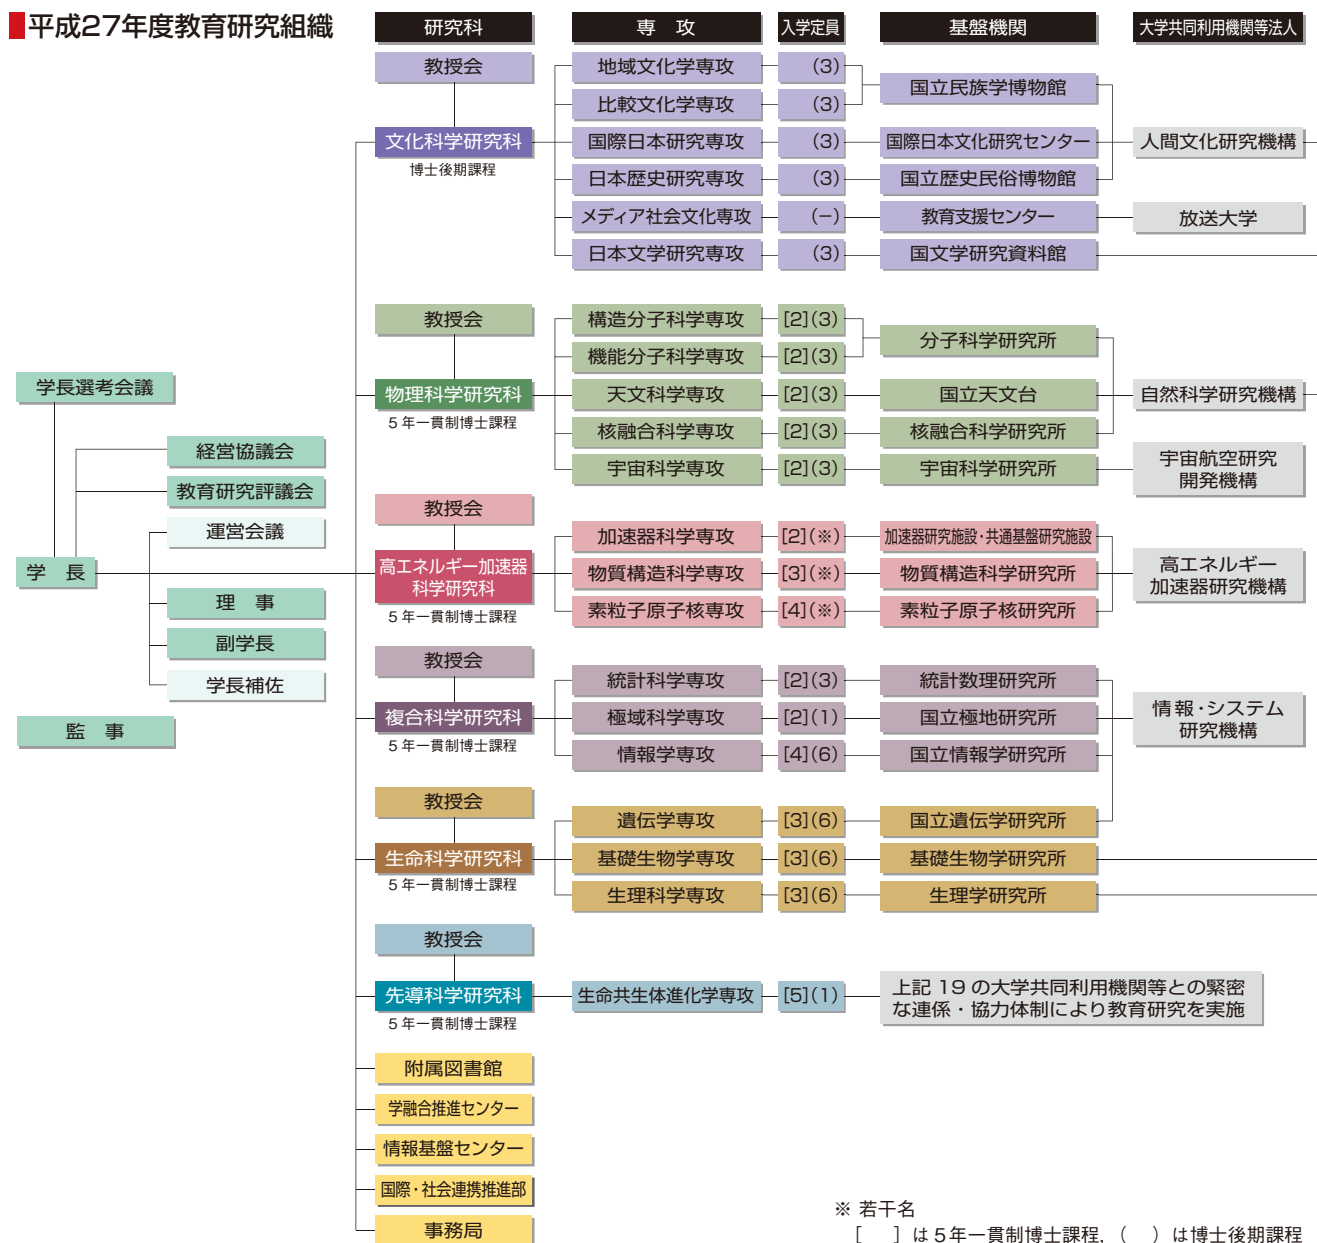 平成27年度教育研究組織
研究科
専　攻
入学定員
基盤機関
大学共同利用機関等法人
教授会
文化科学研究科
博士後期課程
地域文化学専攻
(3)
比較文化学専攻
(3)
国立民族学博物館
国際日本研究専攻
(3)
国際日本文化研究センター
人間文化研究機構
日本歴史研究専攻
(3)
国立歴史民俗博物館
メディア社会文化専攻
(−)
教育支援センター
放送大学
日本文学研究専攻
(3)
国文学研究資料館
教授会
物理科学研究科
5年一貫制博士課程
構造分子科学専攻
[2](3)
機能分子科学専攻
[2](3)
分子科学研究所
天文科学専攻
[2](3)
国立天文台
自然科学研究機構
核融合科学専攻
[2](3)
核融合科学研究所
宇宙科学専攻
[2](3)
宇宙科学研究所
宇宙航空研究
開発機構
学長選考会議
経営協議会
教育研究評議会
運営会議
学　長
理　事
副学長
学長補佐
監　事
教授会
高エネルギー加速器
科学研究科
5年一貫制博士課程
加速器科学専攻
[2](※)
加速器研究施設・共通基盤研究施設
物質構造科学専攻
[3](※)
物質構造科学研究所
高エネルギー
加速器研究機構
素粒子原子核専攻
[4](※)
素粒子原子核研究所
教授会
複合科学研究科
5年一貫制博士課程
統計科学専攻
[2](3)
統計数理研究所
極域科学専攻
[2](1)
国立極地研究所
情報・システム
研究機構
情報学専攻
[4](6)
国立情報学研究所
教授会
生命科学研究科
5年一貫制博士課程
遺伝学専攻
[3](6)
国立遺伝学研究所
基礎生物学専攻
[3](6)
基礎生物学研究所
生理科学専攻
[3](6)
生理学研究所
教授会
先導科学研究科
5年一貫制博士課程
生命共生体進化学専攻
[5](1)
上記 19 の大学共同利用機関等との緊密
な連係・協力体制により教育研究を実施
附属図書館
学融合推進センター
情報基盤センター
国際・社会連携推進部
事務局
※ 若干名
[　]は5年一貫制博士課程,（　）は博士後期課程